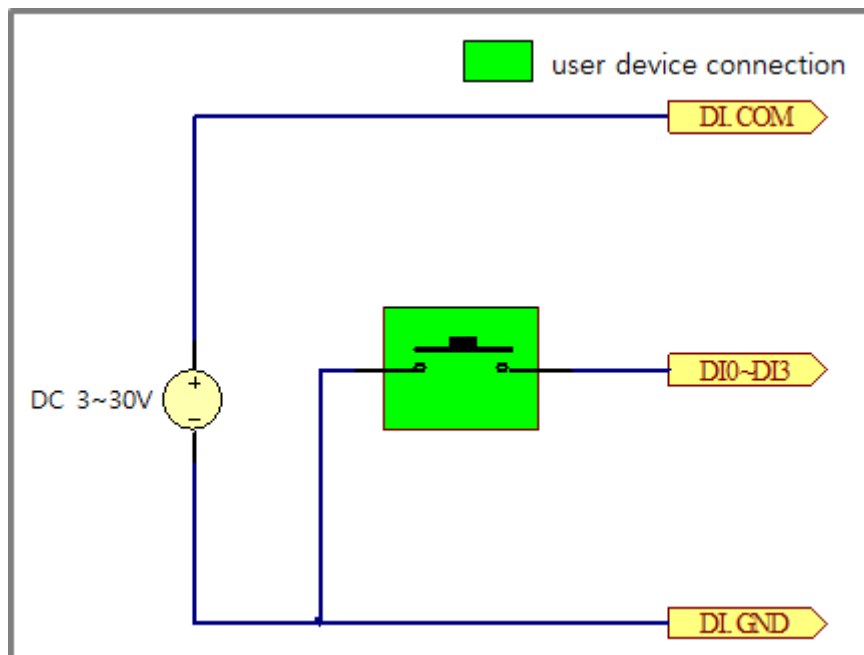 user device connection
DI.COM
+
DC 3~30V
−
DI0~DI3
DI.GND